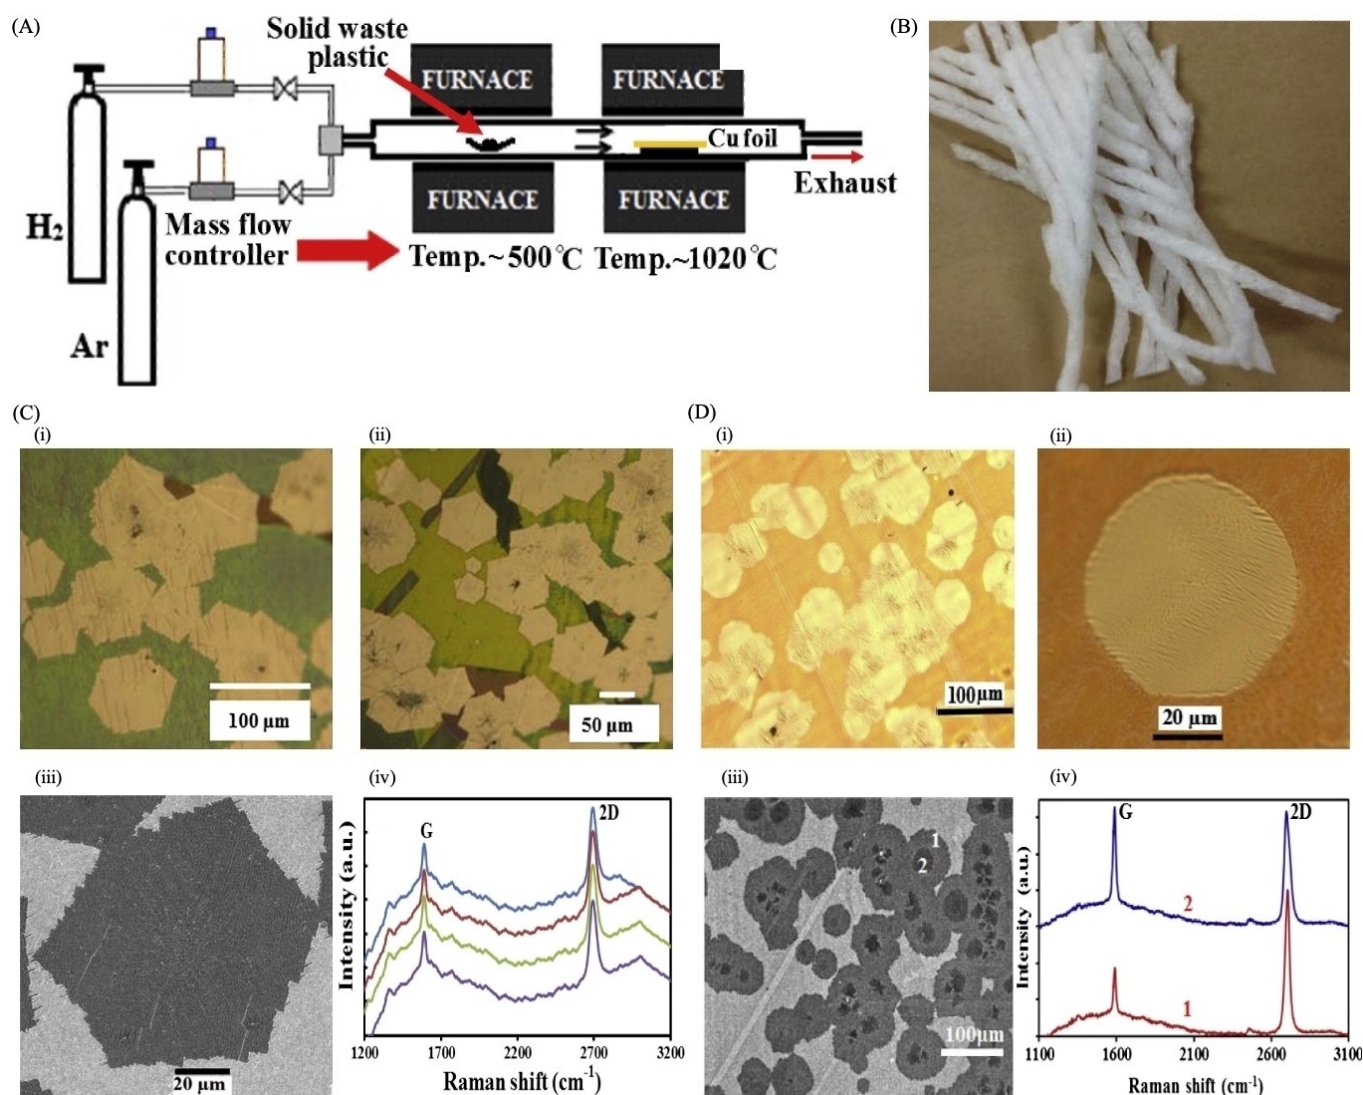 (A)
Solid waste
plastic
FURNACE
FURNACE
Cu foil
Exhaust
FURNACE
FURNACE
H₂
Mass flow
controller
Temp.~500°C
Temp.~1020°C
Ar
(B)
(C)
(i)
100 µm
(ii)
50 µm
(iii)
20 µm
(iv)
Intensity (a.u.)
G
2D
1200
1700
2200
2700
3200
Raman shift (cm⁻¹)
(D)
(i)
100µm
(ii)
20 µm
(iii)
1
2
100µm
(iv)
Intensity (a.u.)
G
2D
2
1
1100
1600
2100
2600
3100
Raman shift (cm⁻¹)